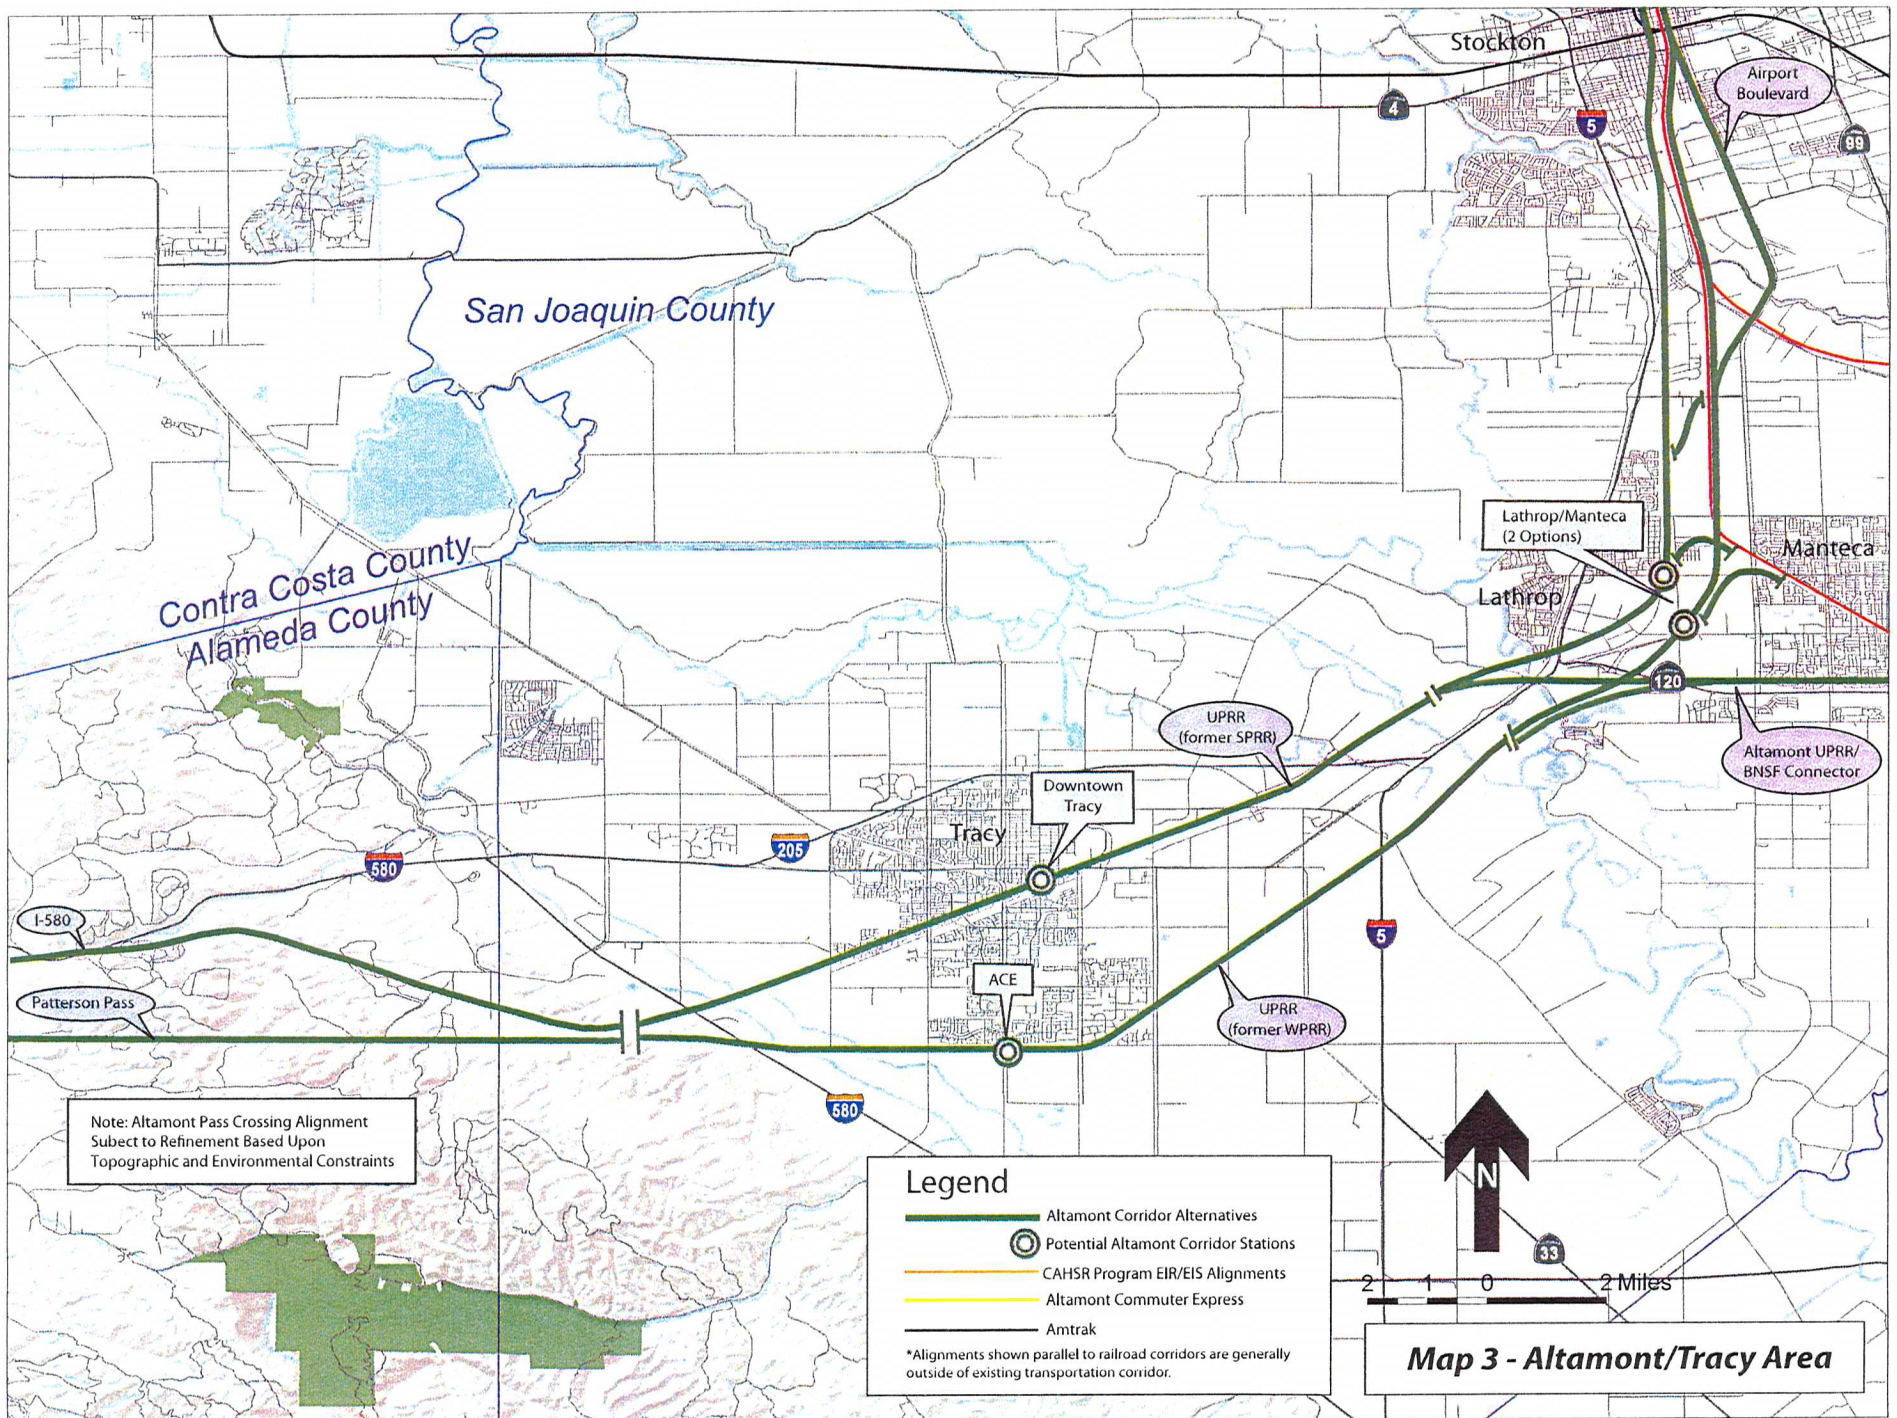 Stockton
Airport
Boulevard
4
5
99
San Joaquin County
Lathrop/Manteca
(2 Options)
Manteca
Contra Costa County
Alameda County
Lathrop
120
UPRR
(former SPRR)
Altamont UPRR/
BNSF Connector
Downtown
Tracy
Tracy
205
580
I-580
5
ACE
Patterson Pass
UPRR
(former WPRR)
580
Note: Altamont Pass Crossing Alignment
Subect to Refinement Based Upon
Topographic and Environmental Constraints
Legend
Altamont Corridor Alternatives
Potential Altamont Corridor Stations
CAHSR Program EIR/EIS Alignments
Altamont Commuter Express
Amtrak
*Alignments shown parallel to railroad corridors are generally
outside of existing transportation corridor.
N
33
2 1 0 2 Miles
Map 3 - Altamont/Tracy Area